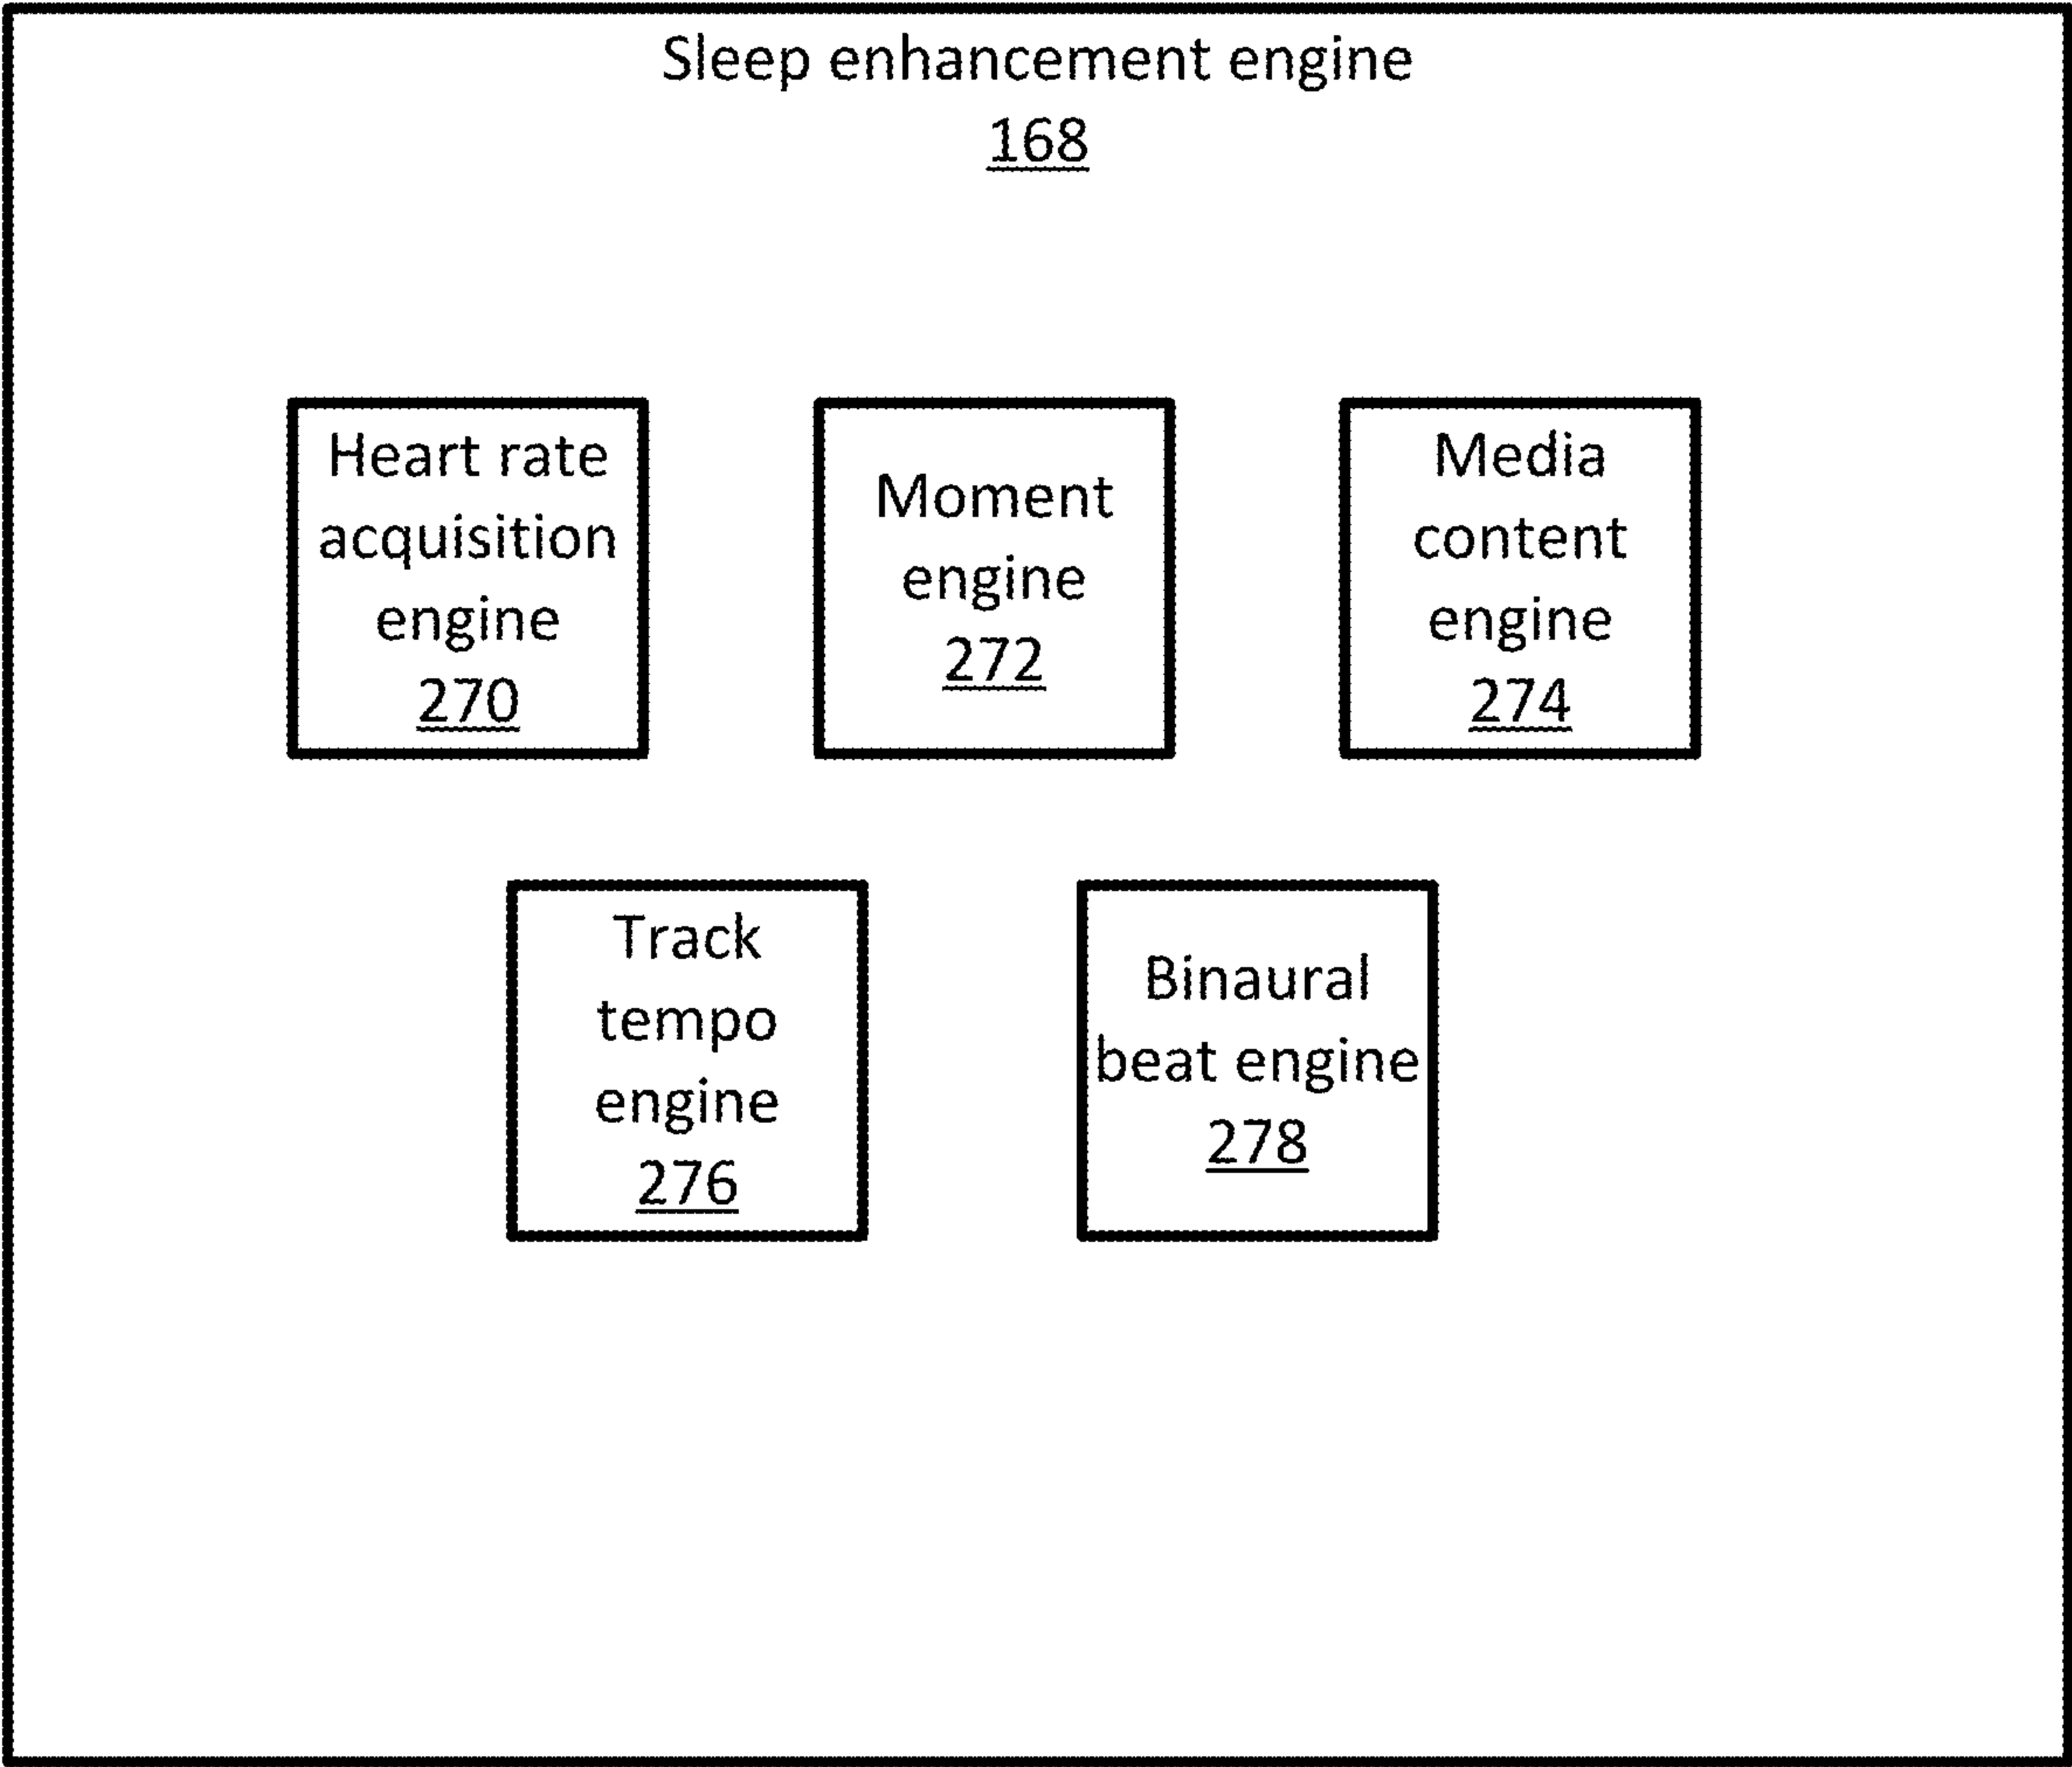 Sleep enhancement engine
168
Heart rate
acquisition
engine
270
Moment
engine
272
Media
content
engine
274
Track
tempo
engine
276
Binaural
beat engine
278